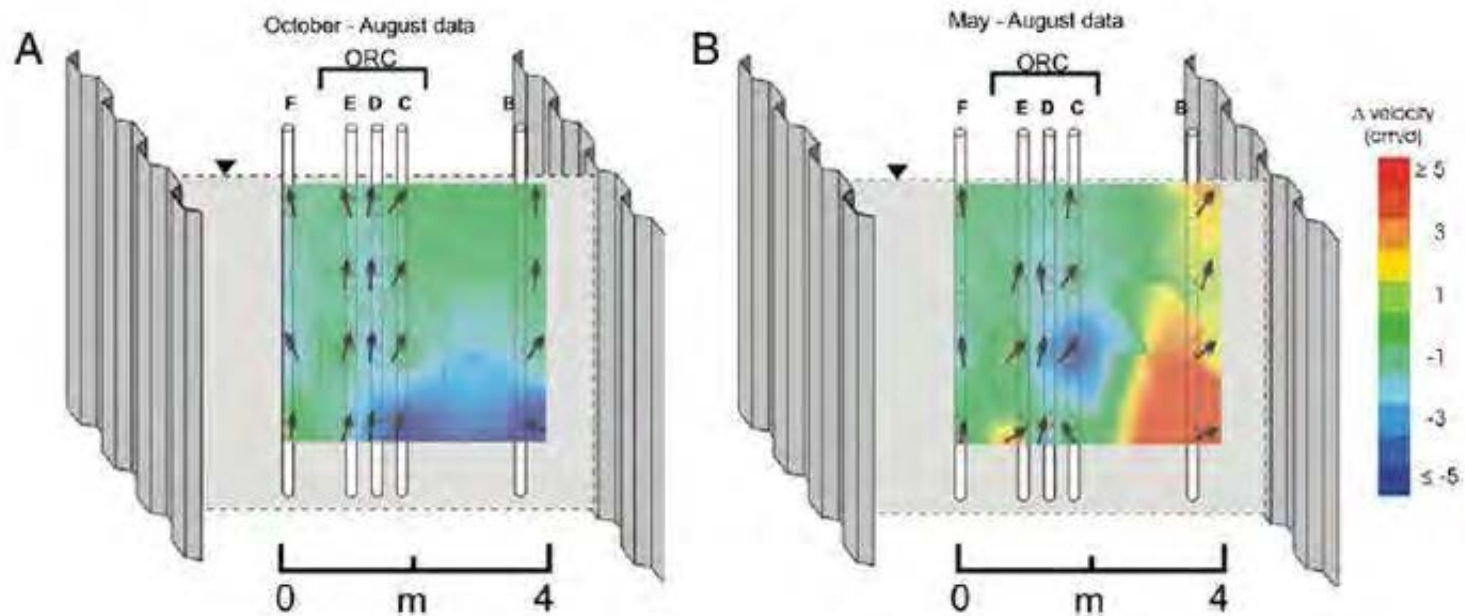 A
October - August data
ORC
F E D C B
0 m 4
B
May - August data
ORC
F E D C B
0 m 4
Δ velocity
(cm/d)
≥ 5
3
1
-1
-3
≤ -5